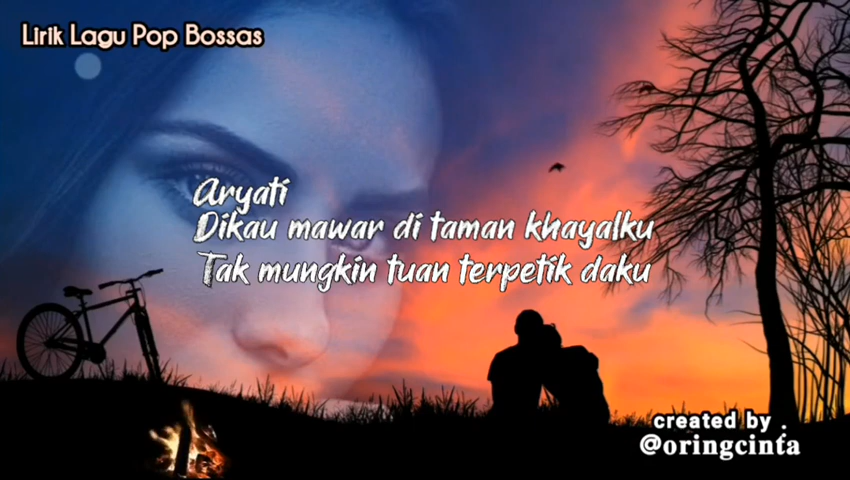 Lirik Lagu Pop Bossas
Aryati
Dikau mawar di taman khayalku
Tak mungkin tuan terpetik daku
created by .
@oringcinta